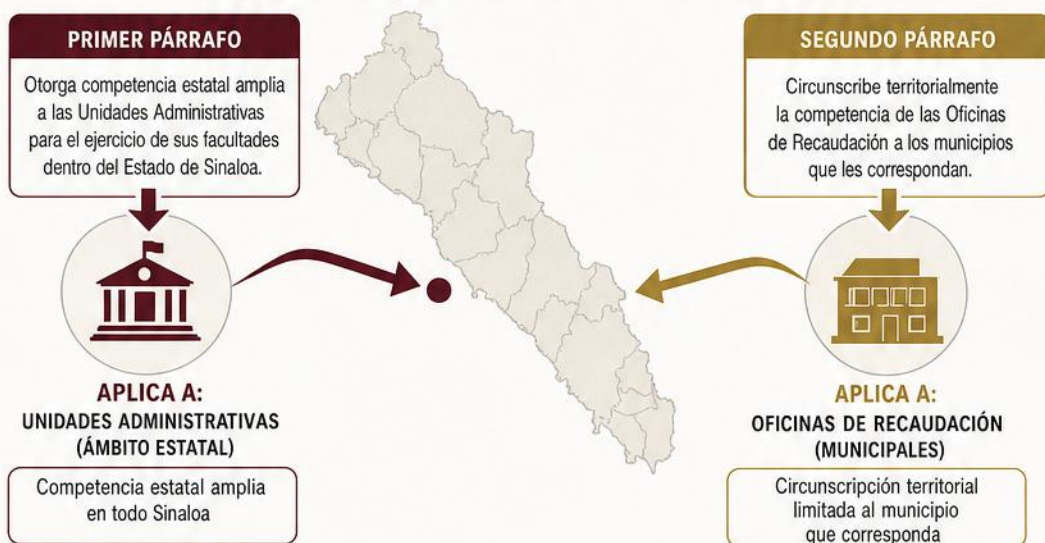 PRIMER PÁRRAFO
Otorga competencia estatal amplia
a las Unidades Administrativas
para el ejercicio de sus facultades
dentro del Estado de Sinaloa.
APLICA A:
UNIDADES ADMINISTRATIVAS
(ÁMBITO ESTATAL)
Competencia estatal amplia
en todo Sinaloa
SEGUNDO PÁRRAFO
Circunscribe territorialmente
la competencia de las Oficinas
de Recaudación a los municipios
que les correspondan.
APLICA A:
OFICINAS DE RECAUDACIÓN
(MUNICIPALES)
Circunscripción territorial
limitada al municipio
que corresponda